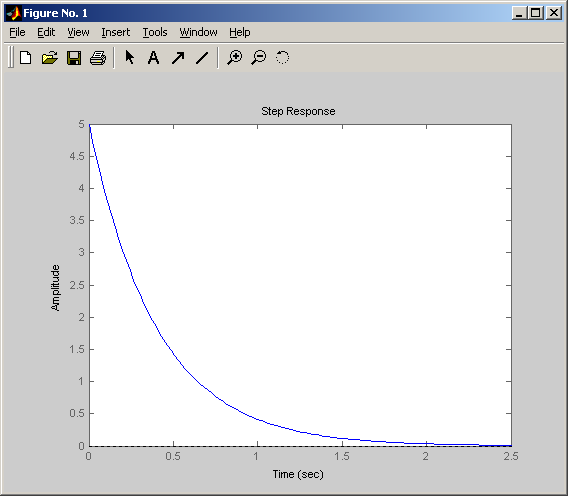 Figure No. 1
File Edit View Insert Tools Window Help
A
Step Response
5
4.5
4
3.5
3
2.5
2
1.5
1
0.5
0
Amplitude
0 0.5 1 1.5 2 2.5
Time (sec)